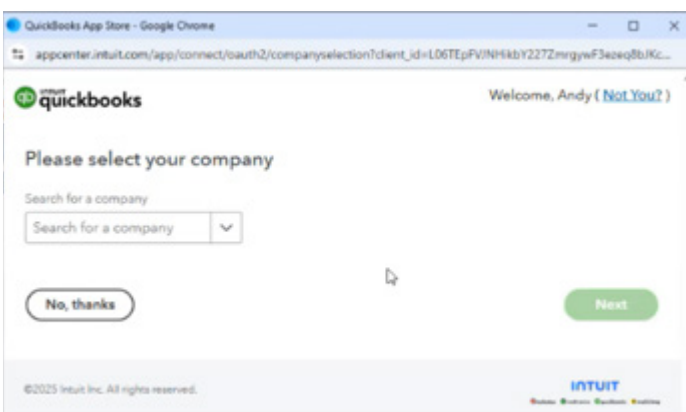 QuickBooks App Store - Google Chrome
appcenter.intuit.com/app/connect/oauth2/companyselection?client_id=
intuit
quickbooks
Welcome, Andy ( Not You? )
Please select your company
Search for a company
Search for a company
No, thanks
Next
©2025 Intuit Inc. All rights reserved.
INTUIT